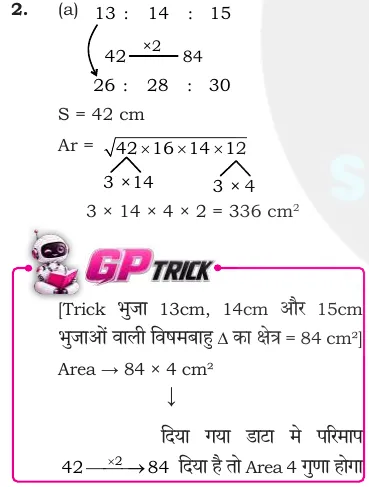 2. (a) 13 : 14 : 15
42 ×2 84
26 : 28 : 30
S = 42 cm
Ar = √42×16×14×12
3 ×14 3 × 4
3 × 14 × 4 × 2 = 336 cm²
GP TRICK
[Trick भुजा 13cm, 14cm और 15cm
भुजाओं वाली विषमबाहु Δ का क्षेत्र = 84 cm²]
Area → 84 × 4 cm²
↓
दिया गया डाटा मे परिमाप
42 ×2→ 84 दिया है तो Area 4 गुणा होगा
S